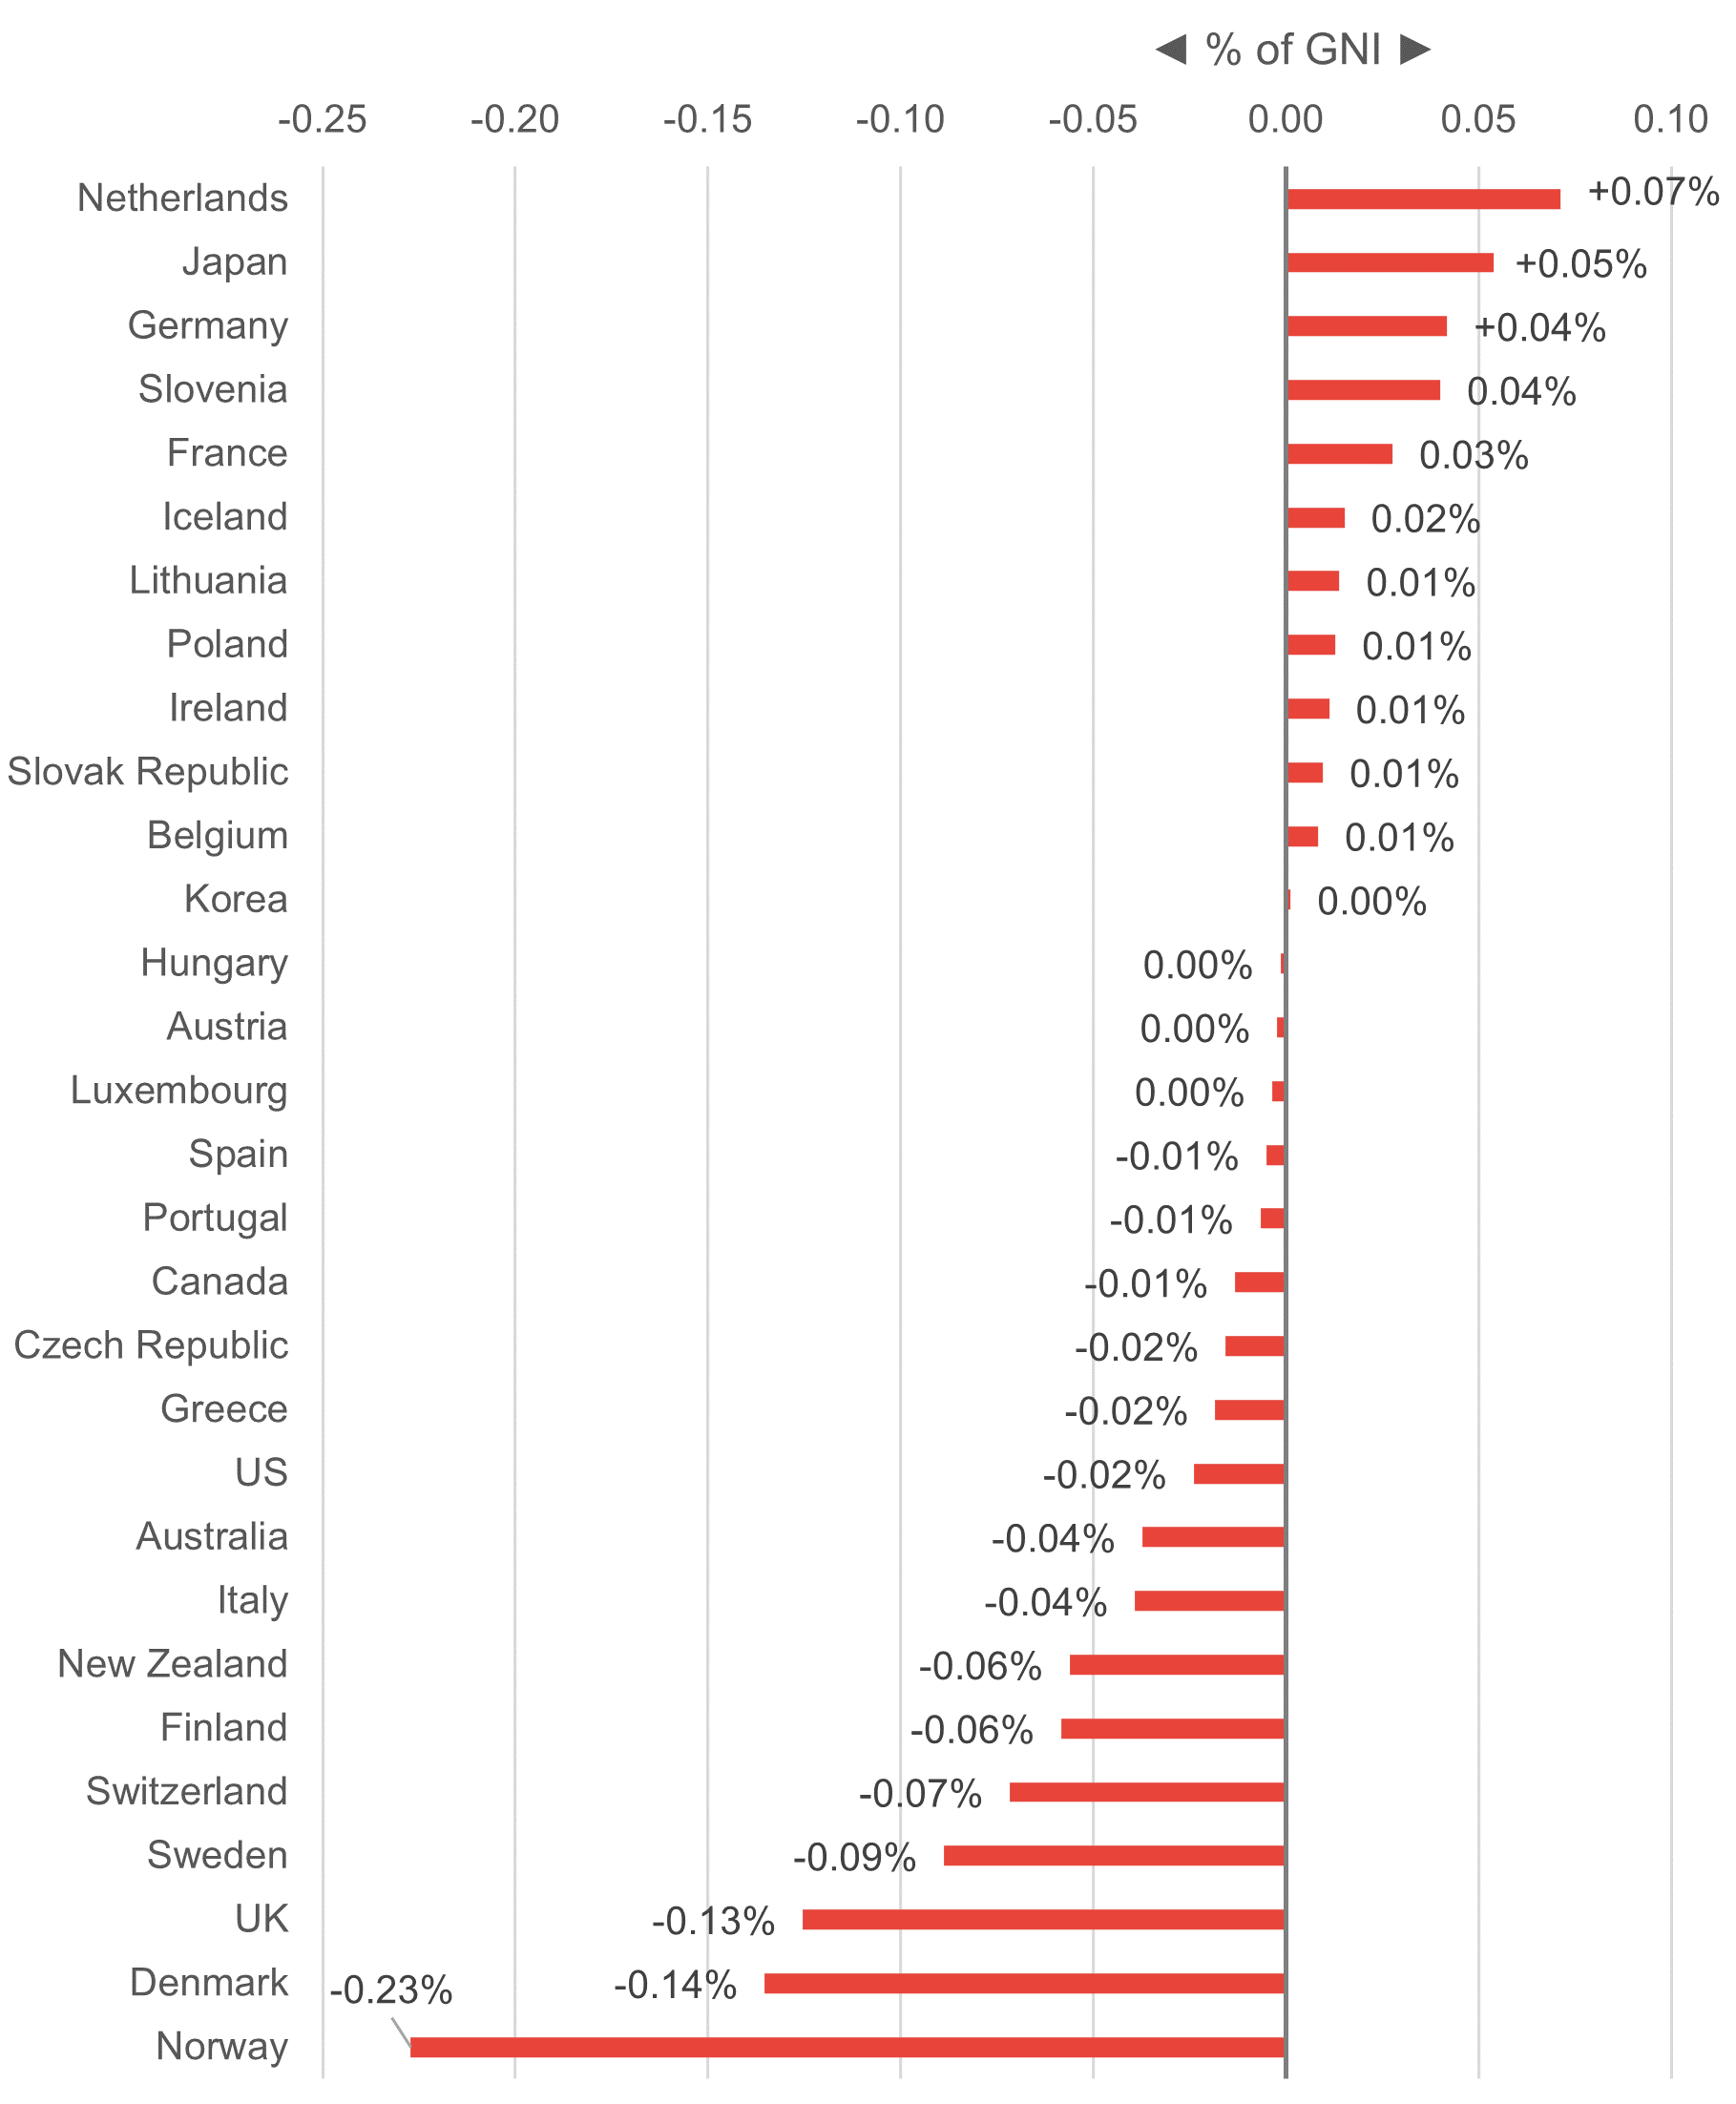 ◄ % of GNI ►
-0.25 -0.20 -0.15 -0.10 -0.05 0.00 0.05 0.10
Netherlands +0.07%
Japan +0.05%
Germany +0.04%
Slovenia 0.04%
France 0.03%
Iceland 0.02%
Lithuania 0.01%
Poland 0.01%
Ireland 0.01%
Slovak Republic 0.01%
Belgium 0.01%
Korea 0.00%
Hungary 0.00%
Austria 0.00%
Luxembourg 0.00%
Spain -0.01%
Portugal -0.01%
Canada -0.01%
Czech Republic -0.02%
Greece -0.02%
US -0.02%
Australia -0.04%
Italy -0.04%
New Zealand -0.06%
Finland -0.06%
Switzerland -0.07%
Sweden -0.09%
UK -0.13%
Denmark -0.14%
Norway -0.23%